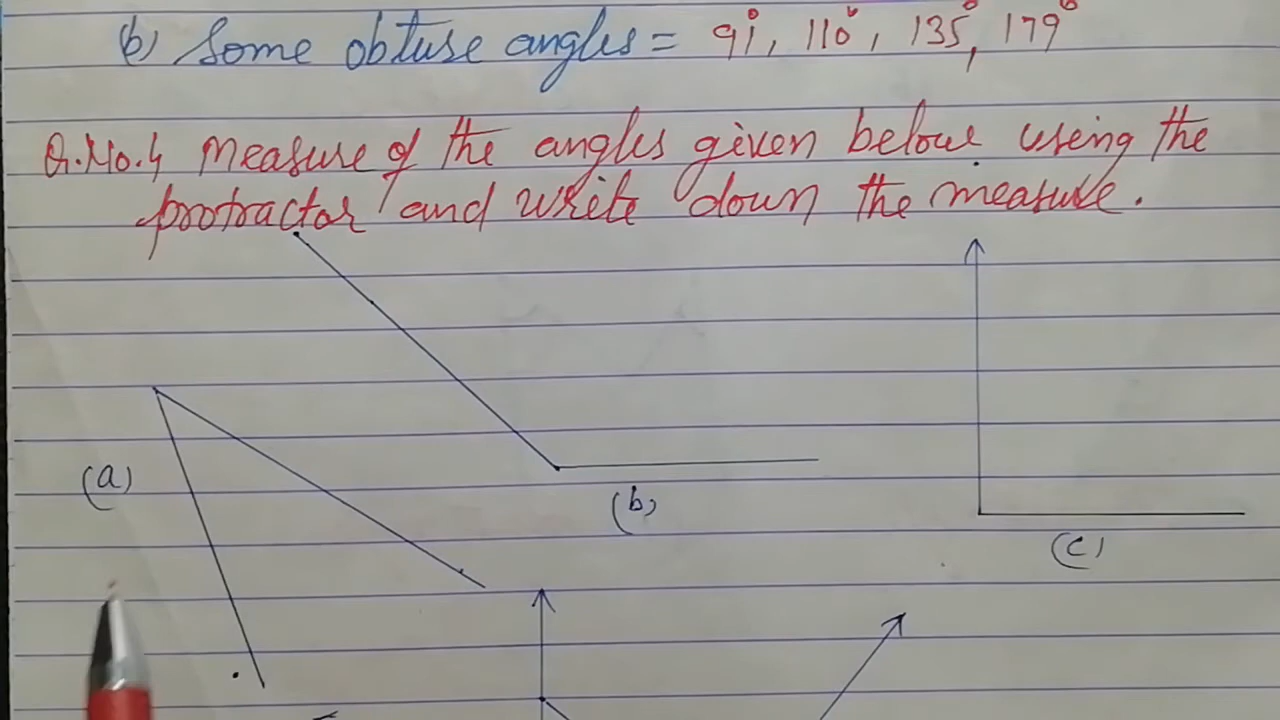 (b) Some obtuse angles = 91°, 110°, 135°, 179°
Q.No.4 Measure of the angles given below using the
protractor and write down the measure.
(a)
(b)
(c)